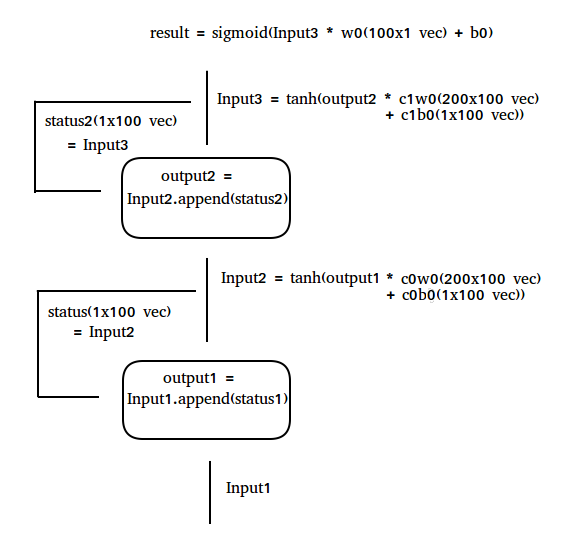 result = sigmoid(Input3 * w0(100x1 vec) + b0)
Input3 = tanh(output2 * c1w0(200x100 vec)
+ c1b0(1x100 vec))
status2(1x100 vec)
= Input3
output2 =
Input2.append(status2)
Input2 = tanh(output1 * c0w0(200x100 vec)
+ c0b0(1x100 vec))
status(1x100 vec)
= Input2
output1 =
Input1.append(status1)
Input1